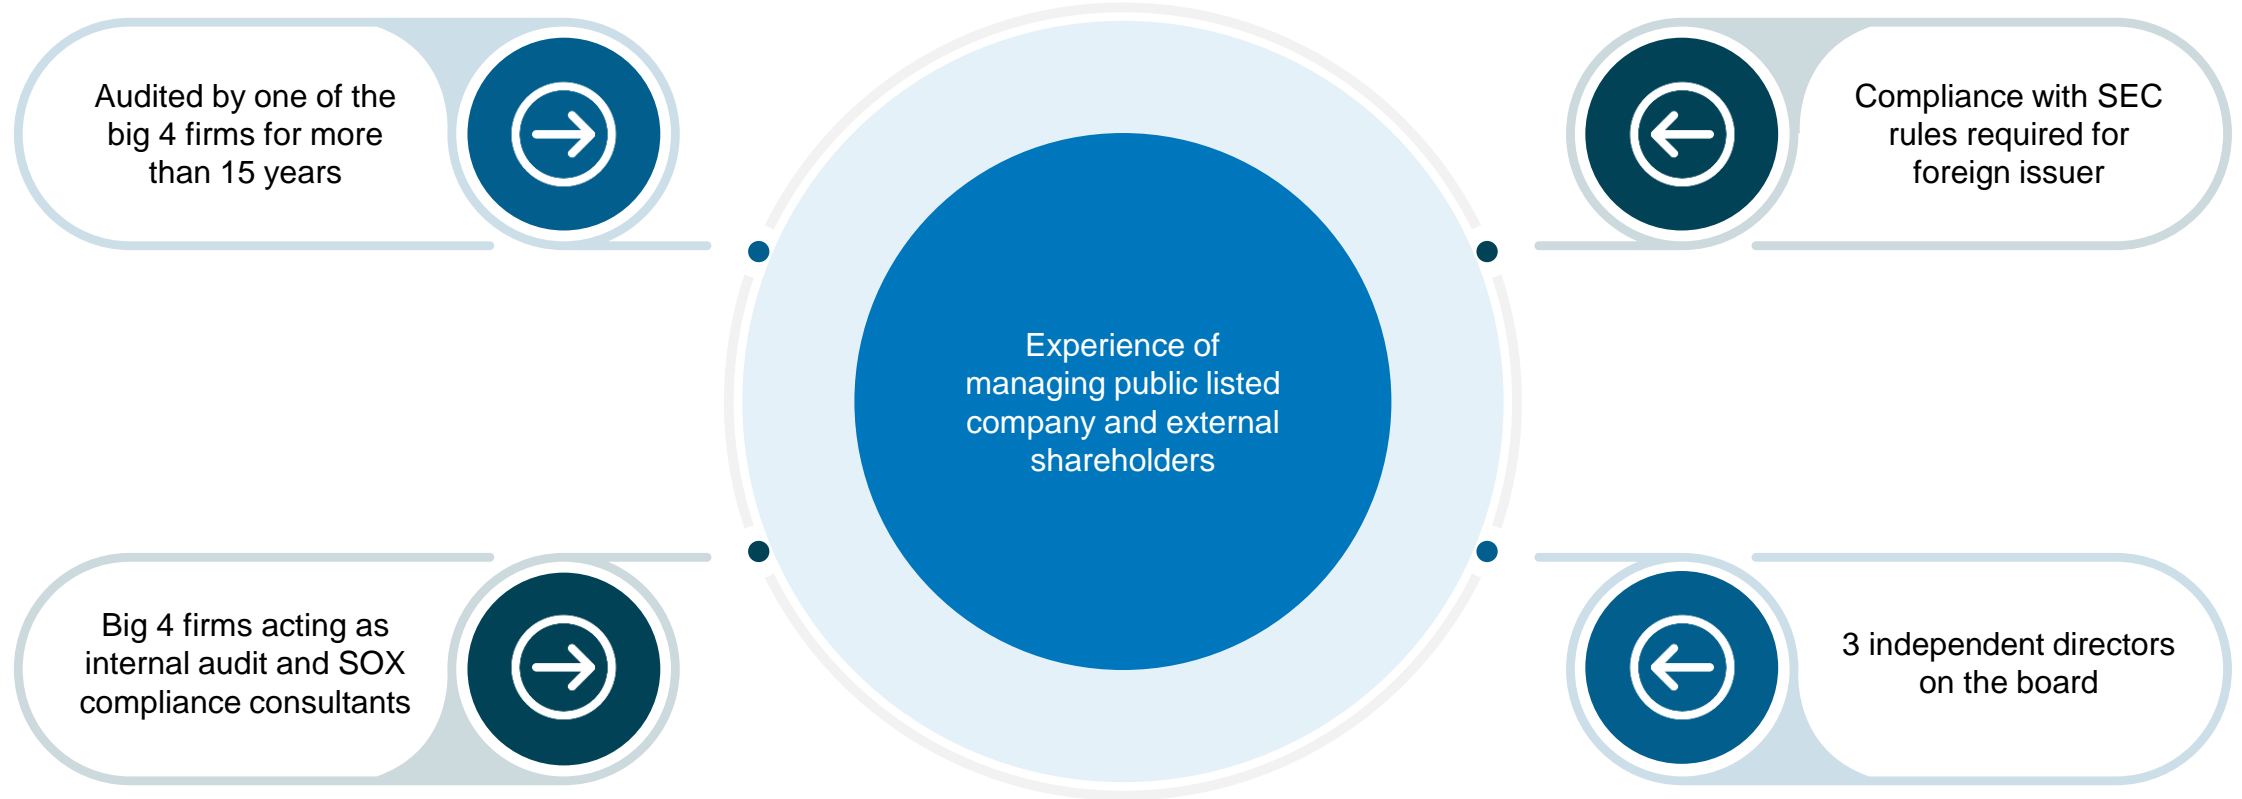 Audited by one of the
big 4 firms for more
than 15 years
Compliance with SEC
rules required for
foreign issuer
Experience of
managing public listed
company and external
shareholders
Big 4 firms acting as
internal audit and SOX
compliance consultants
3 independent directors
on the board